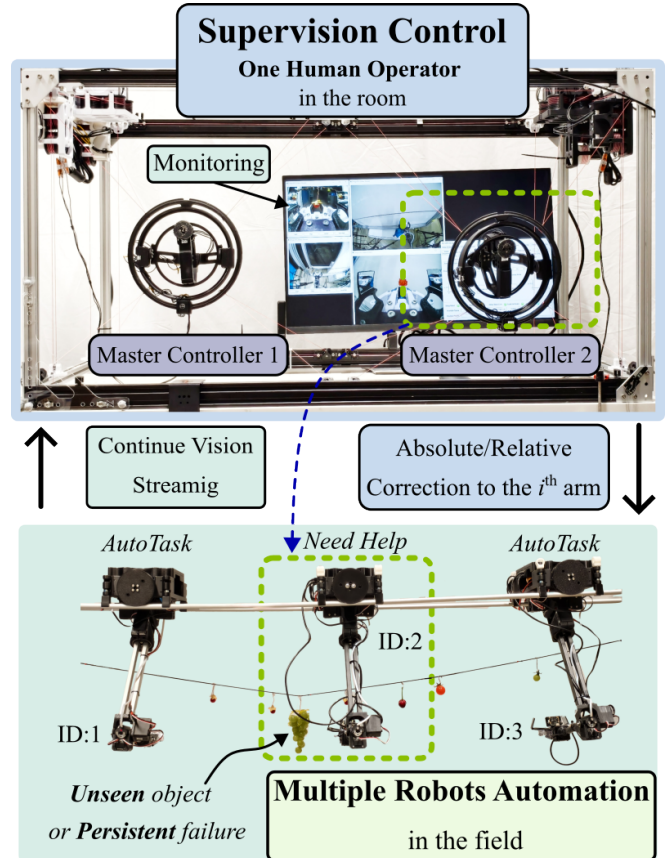 Supervision Control
One Human Operator
in the room
Monitoring
Master Controller 1
Master Controller 2
Continue Vision
Streamig
Absolute/Relative
Correction to the iᵗʰ arm
AutoTask
Need Help
AutoTask
ID:2
ID:1
ID:3
Unseen object
or Persistent failure
Multiple Robots Automation
in the field